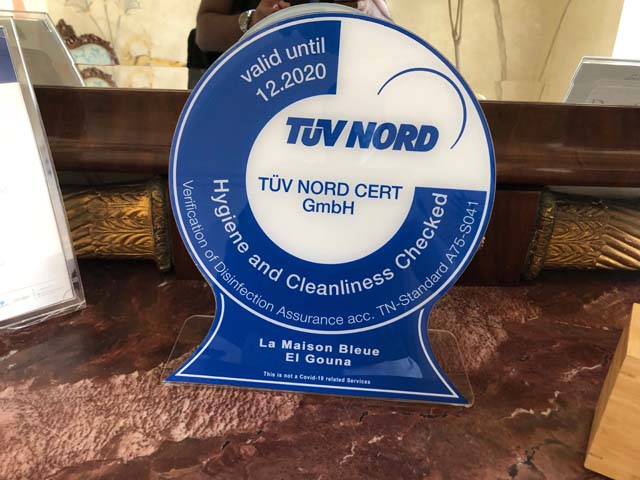 valid until
12.2020
TÜV NORD
TÜV NORD CERT
GmbH
Hygiene and Cleanliness Checked
Verification of Disinfection Assurance acc. TN-Standard A75-S041
La Maison Bleue
El Gouna
This is not a Covid-19 related Services